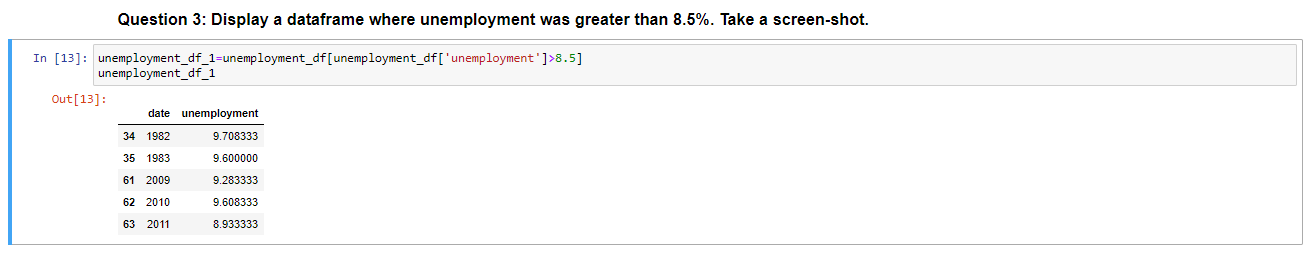 Question 3: Display a dataframe where unemployment was greater than 8.5%. Take a screen-shot.
In [13]: unemployment_df_1=unemployment_df[unemployment_df['unemployment']>8.5]
unemployment_df_1
Out[13]:
date unemployment
34 1982 9.708333
35 1983 9.600000
61 2009 9.283333
62 2010 9.608333
63 2011 8.933333